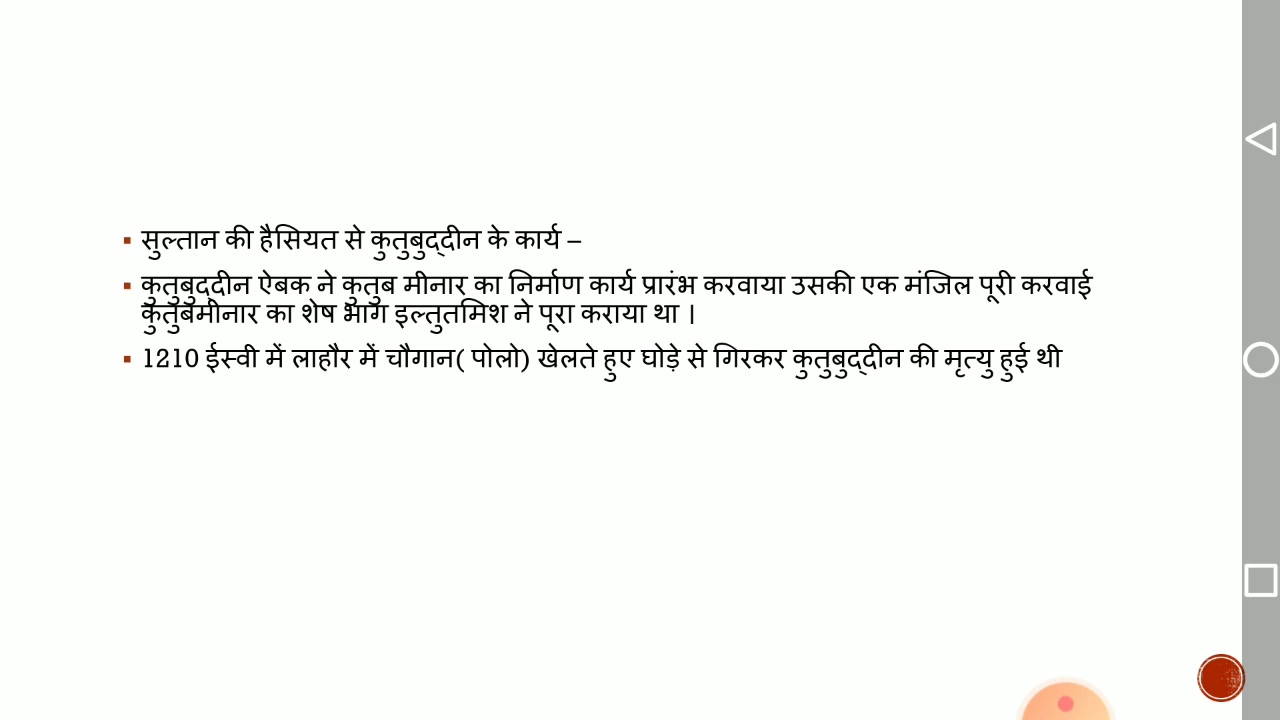 सुल्तान की हैसियत से कुतुबुद्दीन के कार्य –
कुतुबुद्दीन ऐबक ने कुतुब मीनार का निर्माण कार्य प्रारंभ करवाया उसकी एक मंजिल पूरी करवाई
कुतुबमीनार का शेष भाग इल्तुतमिश ने पूरा कराया था ।
1210 ईस्वी में लाहौर में चौगान( पोलो) खेलते हुए घोड़े से गिरकर कुतुबुद्दीन की मृत्यु हुई थी